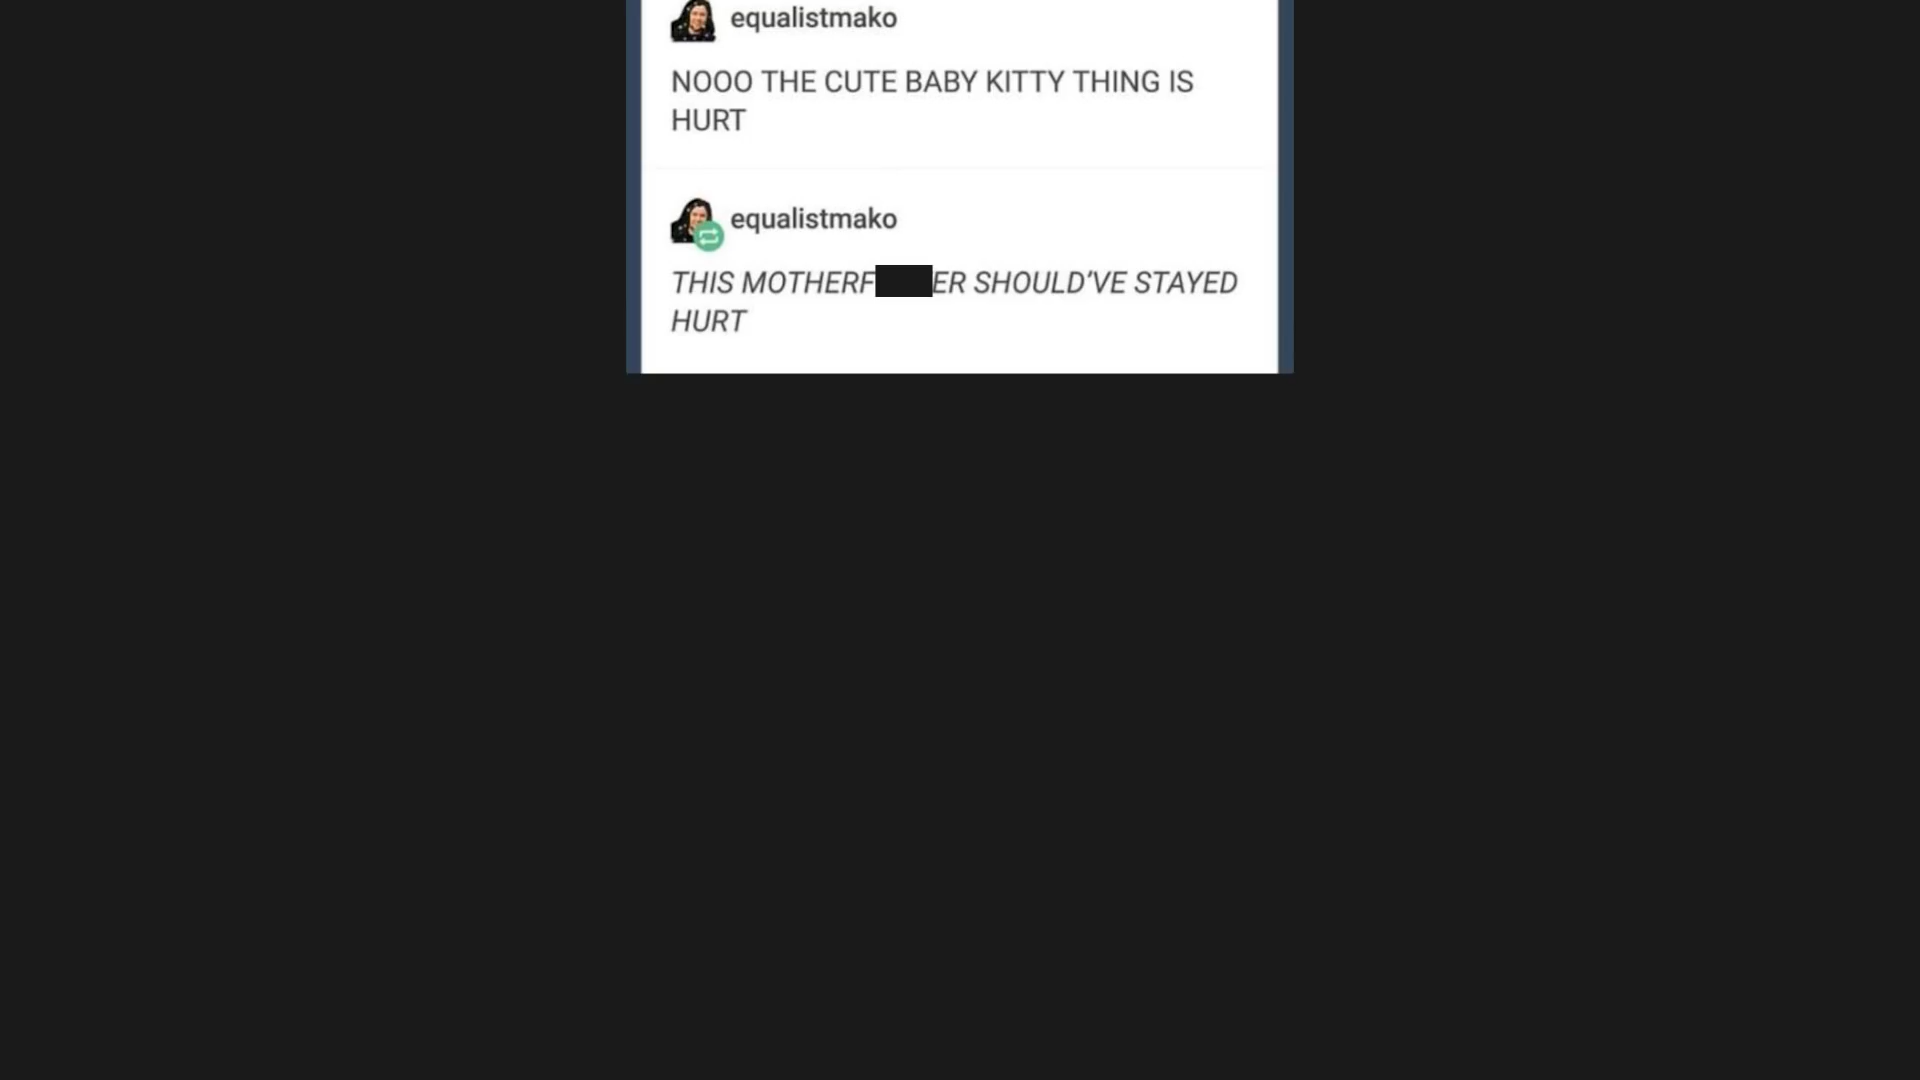 equalistmako
NOOO THE CUTE BABY KITTY THING IS
HURT
equalistmako
THIS MOTHERF ER SHOULD'VE STAYED
HURT